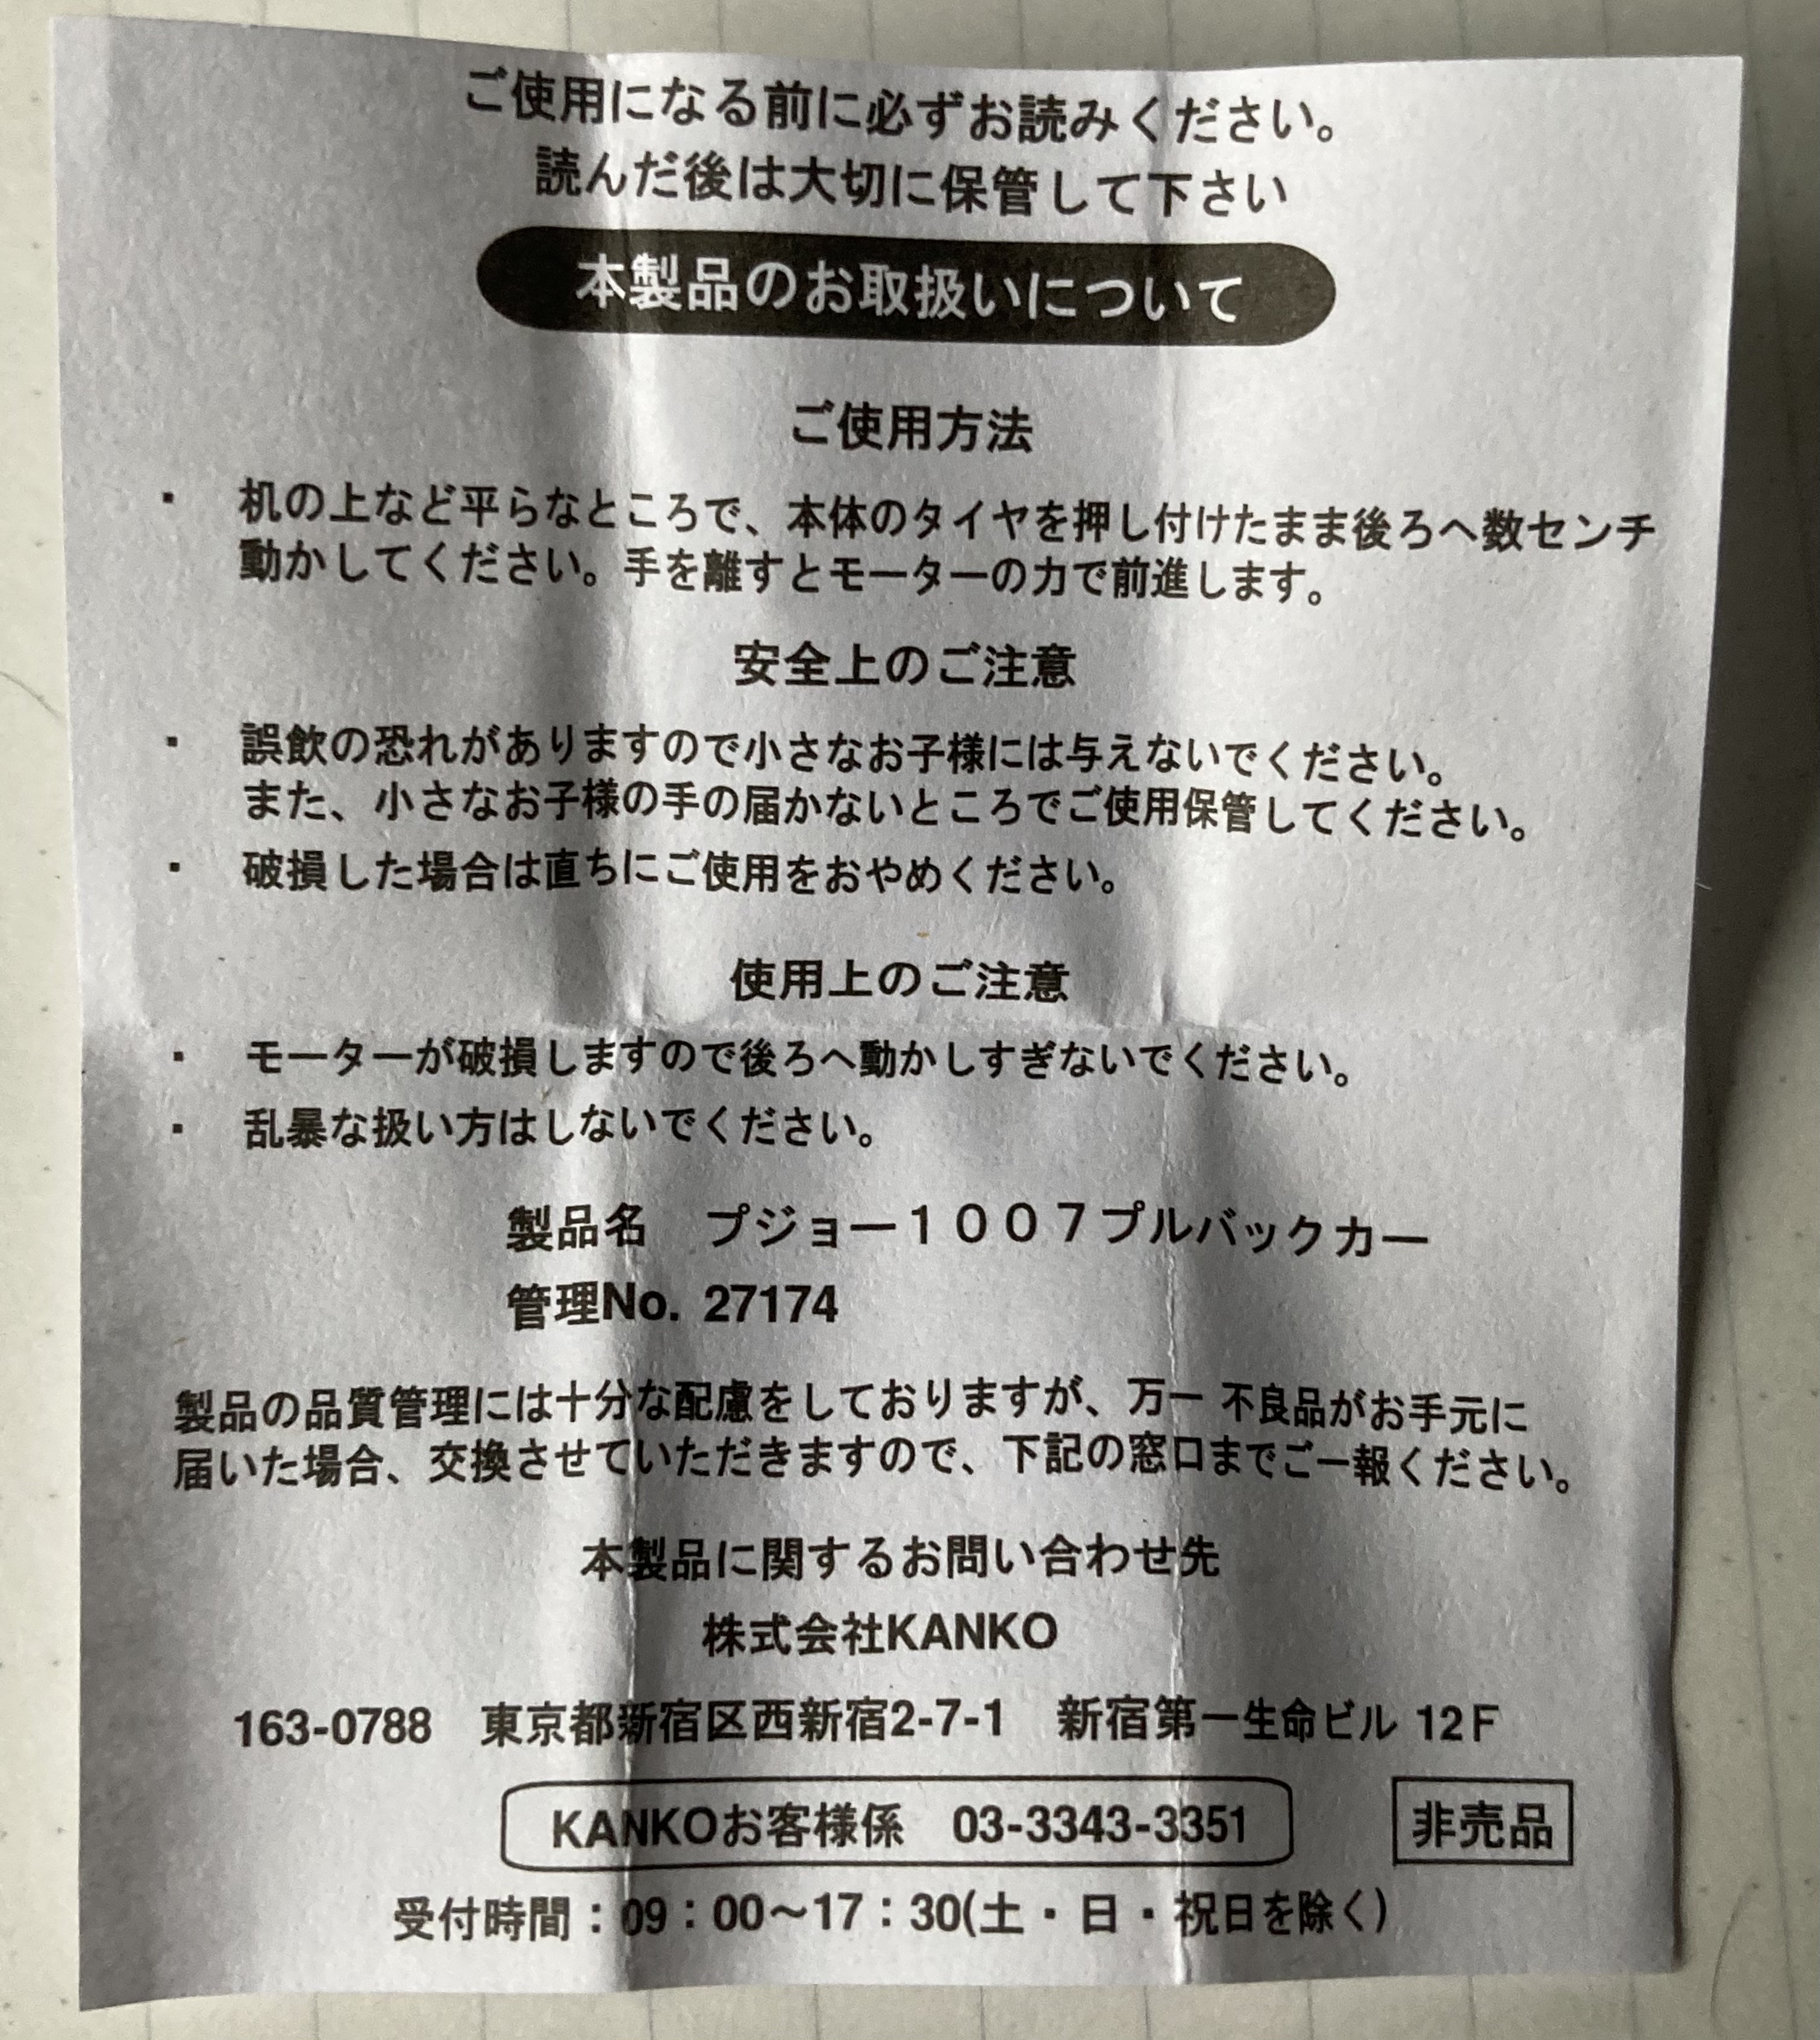 ご使用になる前に必ずお読みください。
読んだ後は大切に保管して下さい
本製品のお取扱いについて
ご使用方法
・ 机の上など平らなところで、本体のタイヤを押し付けたまま後ろへ数センチ
動かしてください。手を離すとモーターの力で前進します。
安全上のご注意
・ 誤飲の恐れがありますので小さなお子様には与えないでください。
また、小さなお子様の手の届かないところでご使用保管してください。
・ 破損した場合は直ちにご使用をおやめください。
使用上のご注意
・ モーターが破損しますので後ろへ動かしすぎないでください。
・ 乱暴な扱い方はしないでください。
製品名 プジョー１００７プルバックカー
管理No. 27174
製品の品質管理には十分な配慮をしておりますが、万一 不良品がお手元に
届いた場合、交換させていただきますので、下記の窓口までご一報ください。
本製品に関するお問い合わせ先
株式会社KANKO
163-0788 東京都新宿区西新宿2-7-1 新宿第一生命ビル 12F
KANKOお客様係 03-3343-3351 非売品
受付時間：09：00～17：30(土・日・祝日を除く)